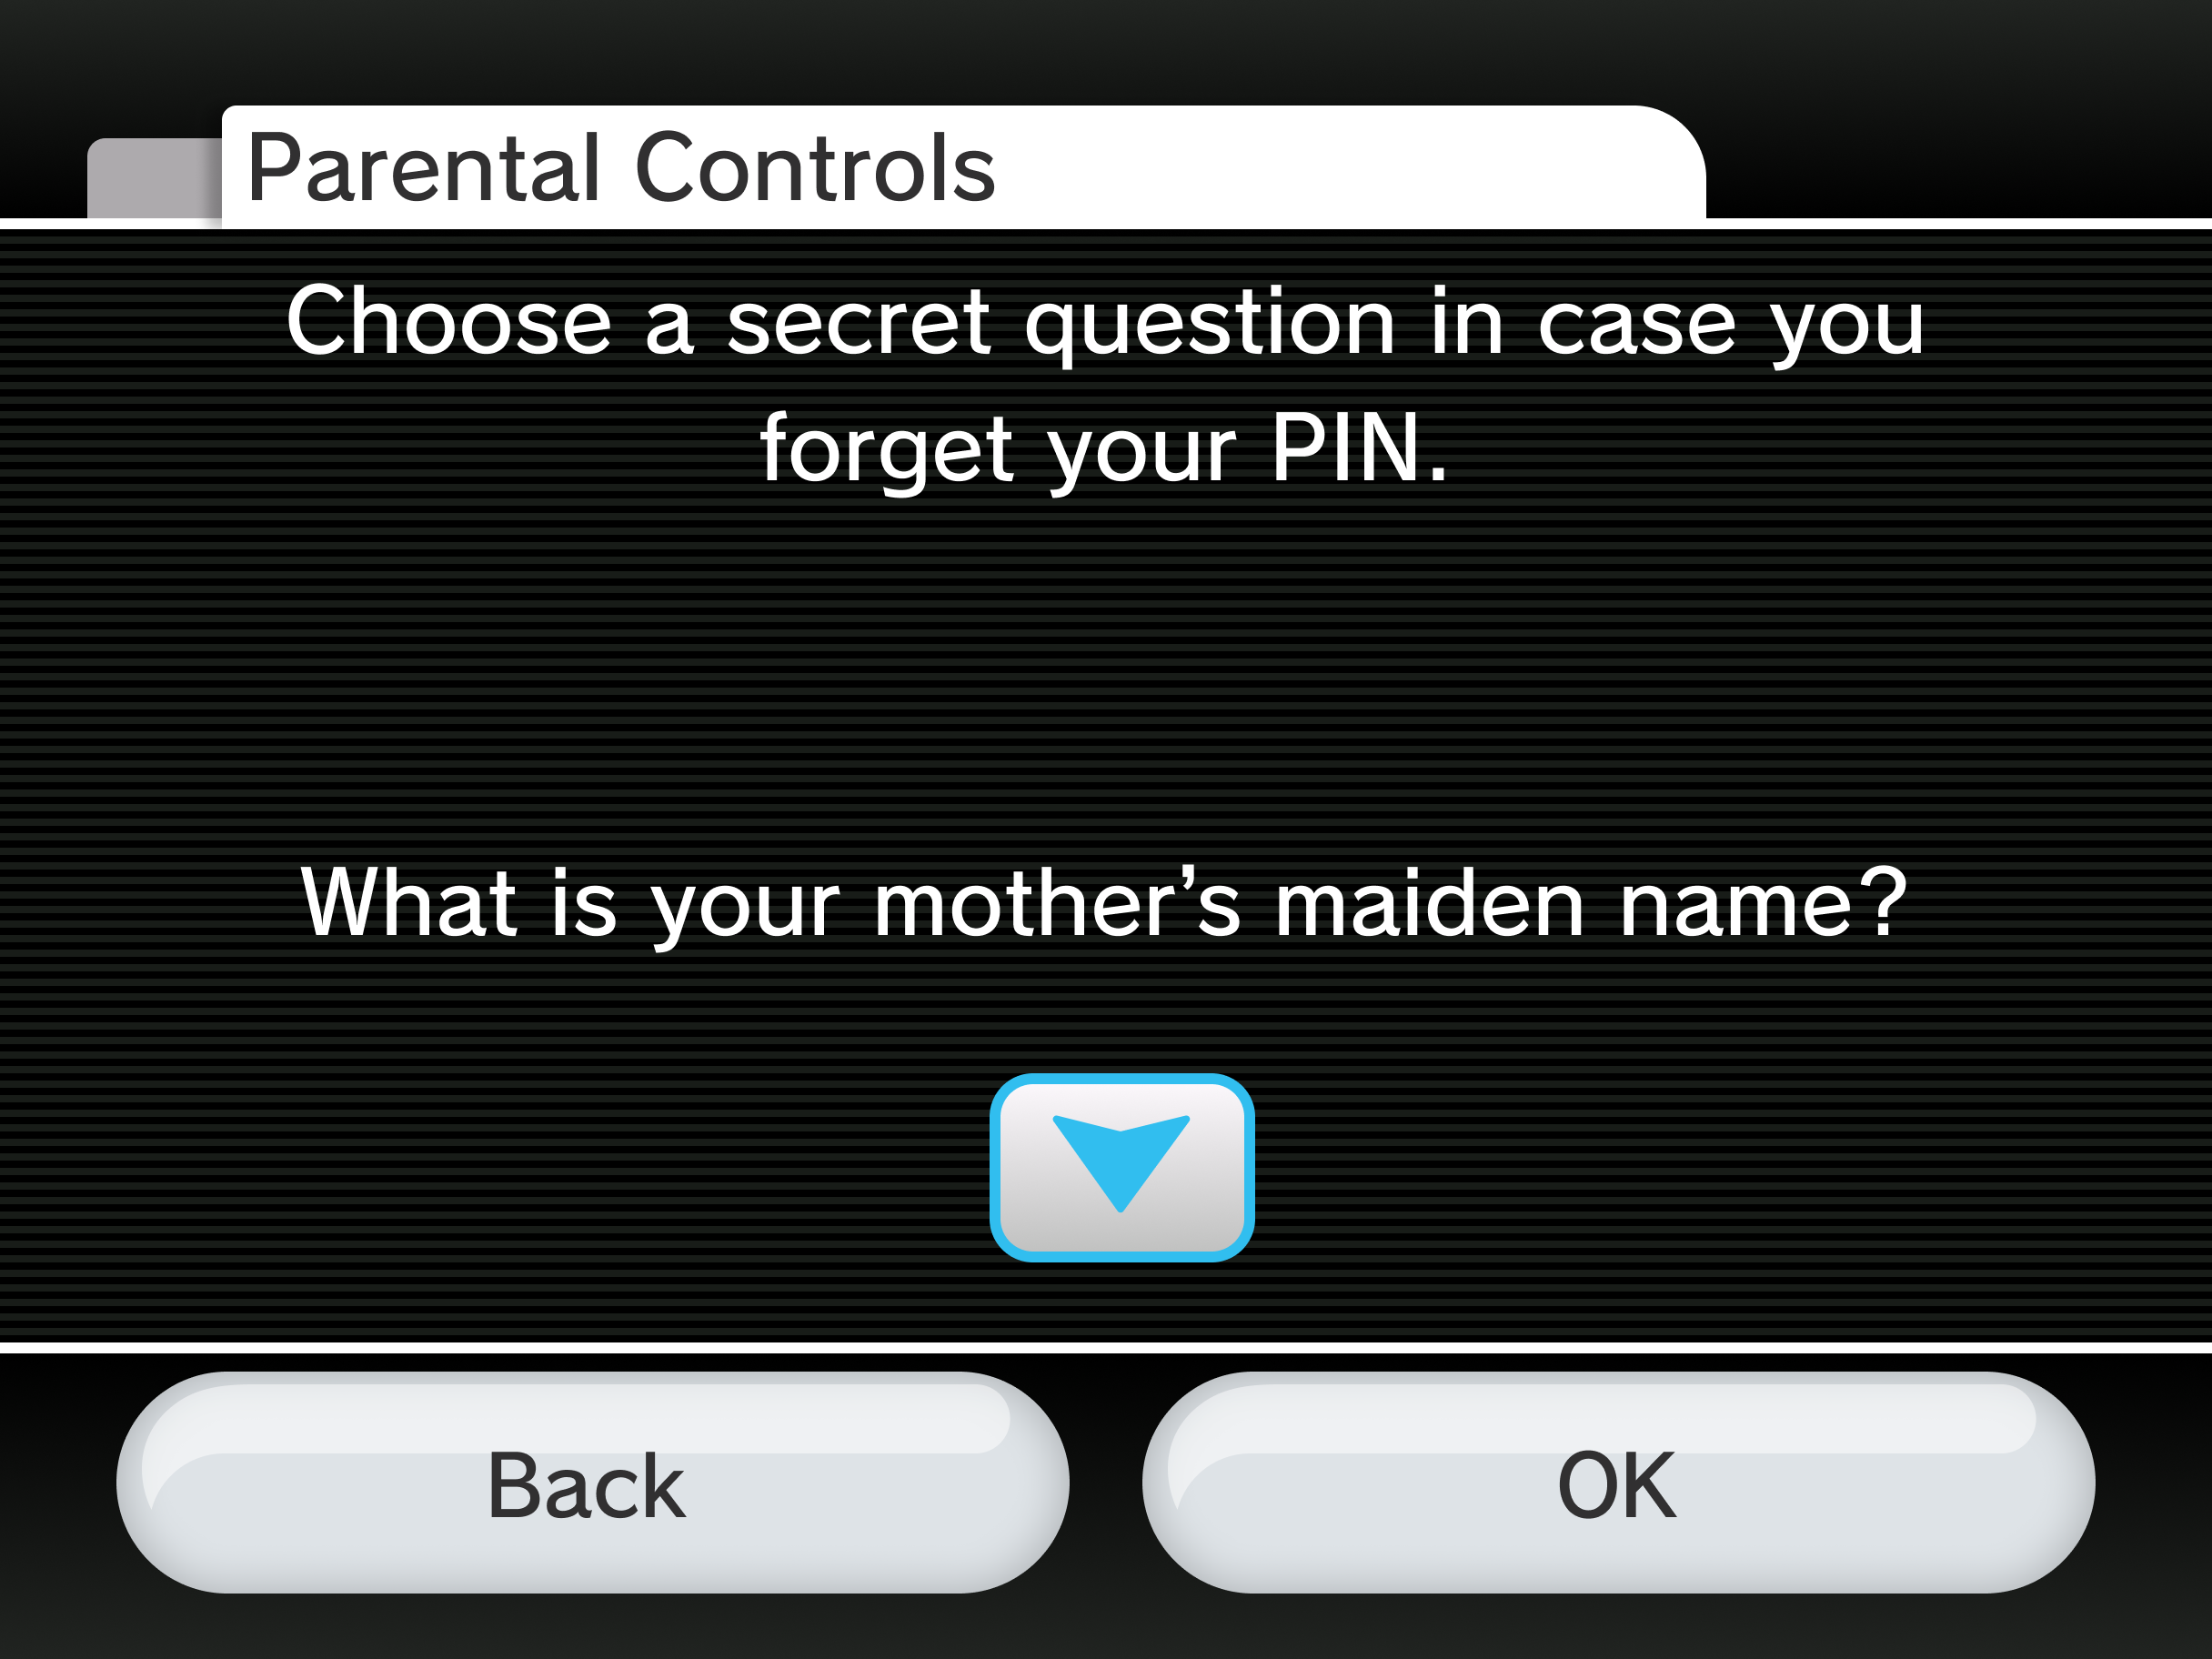 Parental Controls
Choose a secret question in case you
forget your PIN.
What is your mother’s maiden name?
Back
OK